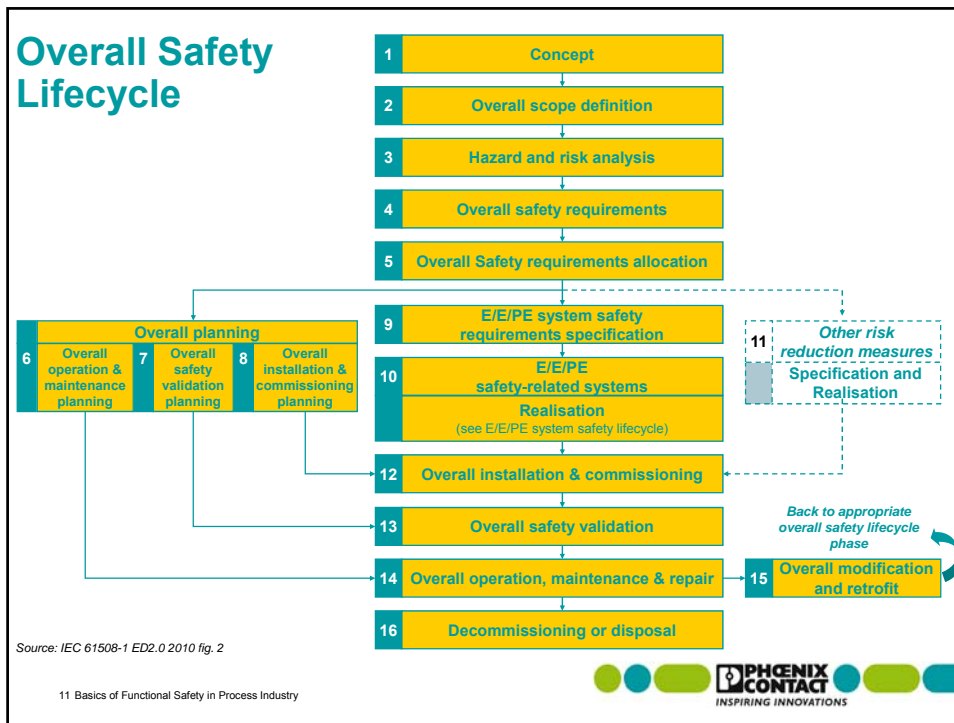 Overall Safety
Lifecycle
1 Concept
2 Overall scope definition
3 Hazard and risk analysis
4 Overall safety requirements
5 Overall Safety requirements allocation
Overall planning
6 Overall
operation &
maintenance
planning
7 Overall
safety
validation
planning
8 Overall
installation &
commissioning
planning
9 E/E/PE system safety
requirements specification
10 E/E/PE
safety-related systems
Realisation
(see E/E/PE system safety lifecycle)
11 Other risk
reduction measures
Specification and
Realisation
12 Overall installation & commissioning
13 Overall safety validation
Back to appropriate
overall safety lifecycle
phase
14 Overall operation, maintenance & repair
15 Overall modification
and retrofit
16 Decommissioning or disposal
Source: IEC 61508-1 ED2.0 2010 fig. 2
11 Basics of Functional Safety in Process Industry
PHŒNIX
CONTACT
INSPIRING INNOVATIONS